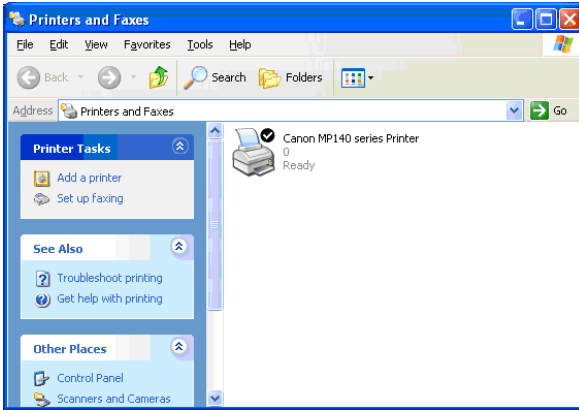 Printers and Faxes
File Edit View Favorites Tools Help
Back Search Folders
Address Printers and Faxes Go
Printer Tasks
Add a printer
Set up faxing
See Also
Troubleshoot printing
Get help with printing
Other Places
Control Panel
Scanners and Cameras
Canon MP140 series Printer
0
Ready